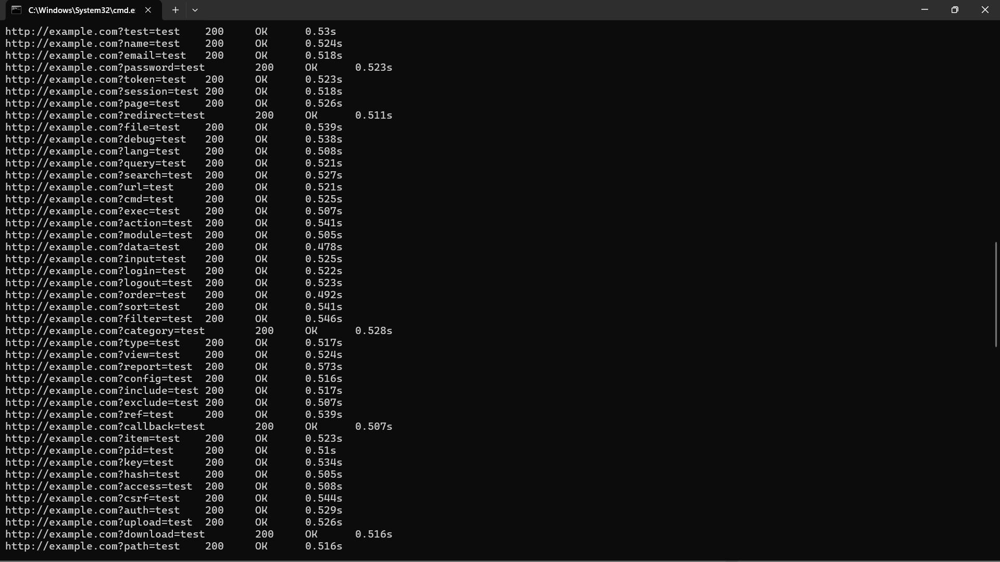 C:\Windows\System32\cmd.e
http://example.com?test=test 200 OK 0.53s
http://example.com?name=test 200 OK 0.524s
http://example.com?email=test 200 OK 0.518s
http://example.com?password=test 200 OK 0.523s
http://example.com?token=test 200 OK 0.523s
http://example.com?session=test 200 OK 0.518s
http://example.com?page=test 200 OK 0.526s
http://example.com?redirect=test 200 OK 0.511s
http://example.com?file=test 200 OK 0.539s
http://example.com?debug=test 200 OK 0.538s
http://example.com?lang=test 200 OK 0.508s
http://example.com?query=test 200 OK 0.521s
http://example.com?search=test 200 OK 0.527s
http://example.com?url=test 200 OK 0.521s
http://example.com?cmd=test 200 OK 0.525s
http://example.com?exec=test 200 OK 0.507s
http://example.com?action=test 200 OK 0.541s
http://example.com?module=test 200 OK 0.505s
http://example.com?data=test 200 OK 0.478s
http://example.com?input=test 200 OK 0.525s
http://example.com?login=test 200 OK 0.522s
http://example.com?logout=test 200 OK 0.523s
http://example.com?order=test 200 OK 0.492s
http://example.com?sort=test 200 OK 0.541s
http://example.com?filter=test 200 OK 0.546s
http://example.com?category=test 200 OK 0.528s
http://example.com?type=test 200 OK 0.517s
http://example.com?view=test 200 OK 0.524s
http://example.com?report=test 200 OK 0.573s
http://example.com?config=test 200 OK 0.516s
http://example.com?include=test 200 OK 0.517s
http://example.com?exclude=test 200 OK 0.507s
http://example.com?ref=test 200 OK 0.539s
http://example.com?callback=test 200 OK 0.507s
http://example.com?item=test 200 OK 0.523s
http://example.com?pid=test 200 OK 0.51s
http://example.com?key=test 200 OK 0.534s
http://example.com?hash=test 200 OK 0.505s
http://example.com?access=test 200 OK 0.508s
http://example.com?csrf=test 200 OK 0.544s
http://example.com?auth=test 200 OK 0.529s
http://example.com?upload=test 200 OK 0.526s
http://example.com?download=test 200 OK 0.516s
http://example.com?path=test 200 OK 0.516s